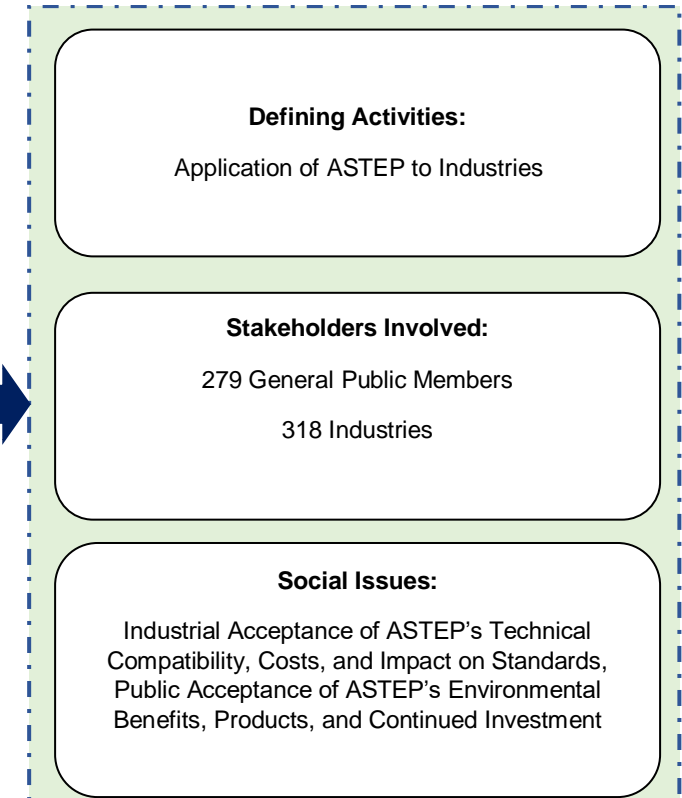 Defining Activities:
Application of ASTEP to Industries
Stakeholders Involved:
279 General Public Members
318 Industries
Social Issues:
Industrial Acceptance of ASTEP’s Technical
Compatibility, Costs, and Impact on Standards,
Public Acceptance of ASTEP’s Environmental
Benefits, Products, and Continued Investment